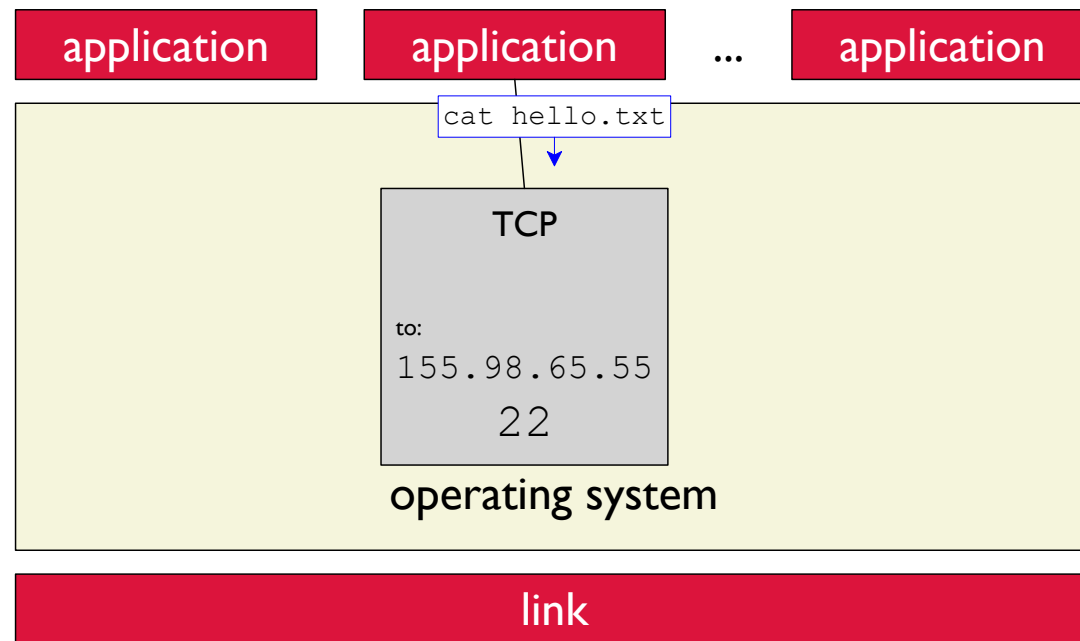 application application ... application
cat hello.txt
TCP
to:
155.98.65.55
22
operating system
link